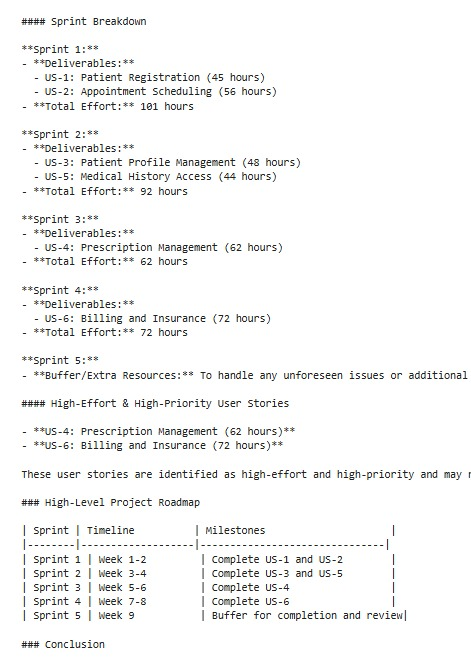 #### Sprint Breakdown
**Sprint 1:**
- **Deliverables:**
  - US-1: Patient Registration (45 hours)
  - US-2: Appointment Scheduling (56 hours)
- **Total Effort:** 101 hours
**Sprint 2:**
- **Deliverables:**
  - US-3: Patient Profile Management (48 hours)
  - US-5: Medical History Access (44 hours)
- **Total Effort:** 92 hours
**Sprint 3:**
- **Deliverables:**
  - US-4: Prescription Management (62 hours)
- **Total Effort:** 62 hours
**Sprint 4:**
- **Deliverables:**
  - US-6: Billing and Insurance (72 hours)
- **Total Effort:** 72 hours
**Sprint 5:**
- **Buffer/Extra Resources:** To handle any unforeseen issues or additional
#### High-Effort & High-Priority User Stories
- **US-4: Prescription Management (62 hours)**
- **US-6: Billing and Insurance (72 hours)**
These user stories are identified as high-effort and high-priority and may
### High-Level Project Roadmap
| Sprint | Timeline         | Milestones                    |
|--------|------------------|------------------------------|
| Sprint 1 | Week 1-2       | Complete US-1 and US-2        |
| Sprint 2 | Week 3-4       | Complete US-3 and US-5        |
| Sprint 3 | Week 5-6       | Complete US-4                 |
| Sprint 4 | Week 7-8       | Complete US-6                 |
| Sprint 5 | Week 9         | Buffer for completion and review|
### Conclusion